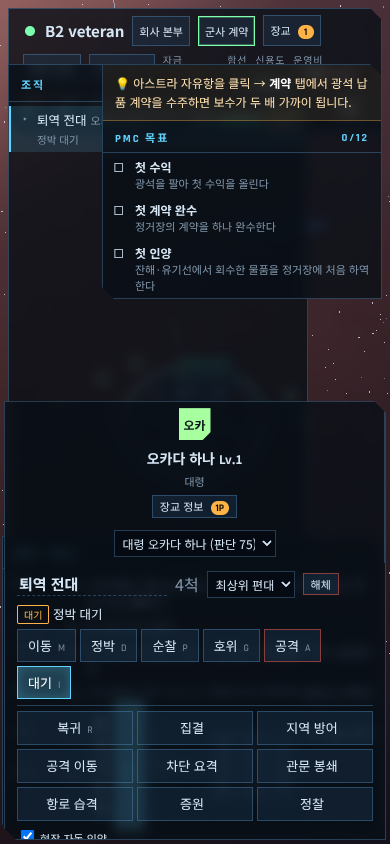 B2 veteran 회사 본부 군사 계약 장교 1
자금 함선 신용도 운영비
조직
💡 아스트라 자유항을 클릭 → 계약 탭에서 광석 납
품 계약을 수주하면 보수가 두 배 가까이 됩니다.
PMC 목표 0/12
퇴역 전대
정박 대기
첫 수익
광석을 팔아 첫 수익을 올린다
첫 계약 완수
정거장의 계약을 하나 완수한다
첫 인양
잔해·유기선에서 회수한 물품을 정거장에 처음 하역
한다
오카
오카다 하나 Lv.1
대령
장교 정보 1P
대령 오카다 하나 (판단 75)
퇴역 전대 4척 최상위 편대 해체
대기 정박 대기
이동 M 정박 D 순찰 P 호위 G 공격 A
대기 I
복귀 R 집결 지역 방어
공격 이동 차단 요격 관문 봉쇄
항로 습격 증원 정찰